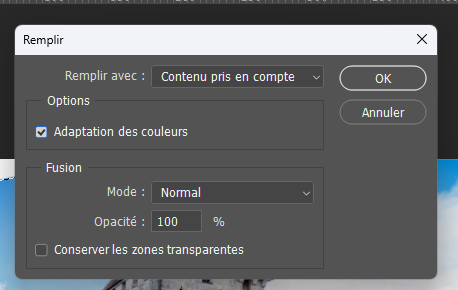 Remplir
Remplir avec : Contenu pris en compte
OK
Options
Annuler
Adaptation des couleurs
Fusion
Mode : Normal
Opacité : 100 %
Conserver les zones transparentes